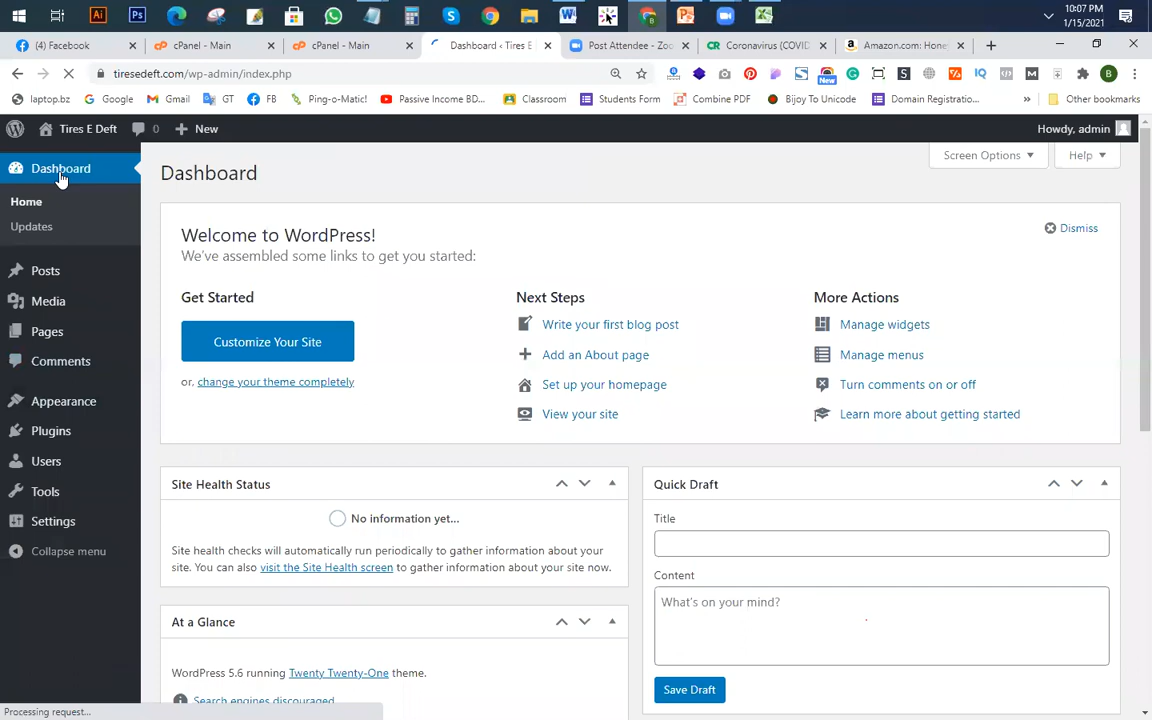 10:07 PM
1/15/2021
(4) Facebook
cPanel - Main
cPanel - Main
Dashboard ‹ Tires E
Post Attendee - Zoo
Coronavirus (COVID
Amazon.com: Hone
tiresedeft.com/wp-admin/index.php
laptop.bz
Google
Gmail
GT
FB
Ping-o-Matic!
Passive Income BD...
Classroom
Students Form
Combine PDF
Bijoy To Unicode
Domain Registratio...
»
Other bookmarks
Tires E Deft
0
New
Howdy, admin
Dashboard
Home
Updates
Posts
Media
Pages
Comments
Appearance
Plugins
Users
Tools
Settings
Collapse menu
Screen Options
Help
Dashboard
Welcome to WordPress!
Dismiss
We've assembled some links to get you started:
Get Started
Next Steps
More Actions
Customize Your Site
or, change your theme completely
Write your first blog post
Add an About page
Set up your homepage
View your site
Manage widgets
Manage menus
Turn comments on or off
Learn more about getting started
Site Health Status
No information yet...
Site health checks will automatically run periodically to gather information about your
site. You can also visit the Site Health screen to gather information about your site now.
At a Glance
WordPress 5.6 running Twenty Twenty-One theme.
Search engines discouraged
Quick Draft
Title
Content
What's on your mind?
Save Draft
Processing request...